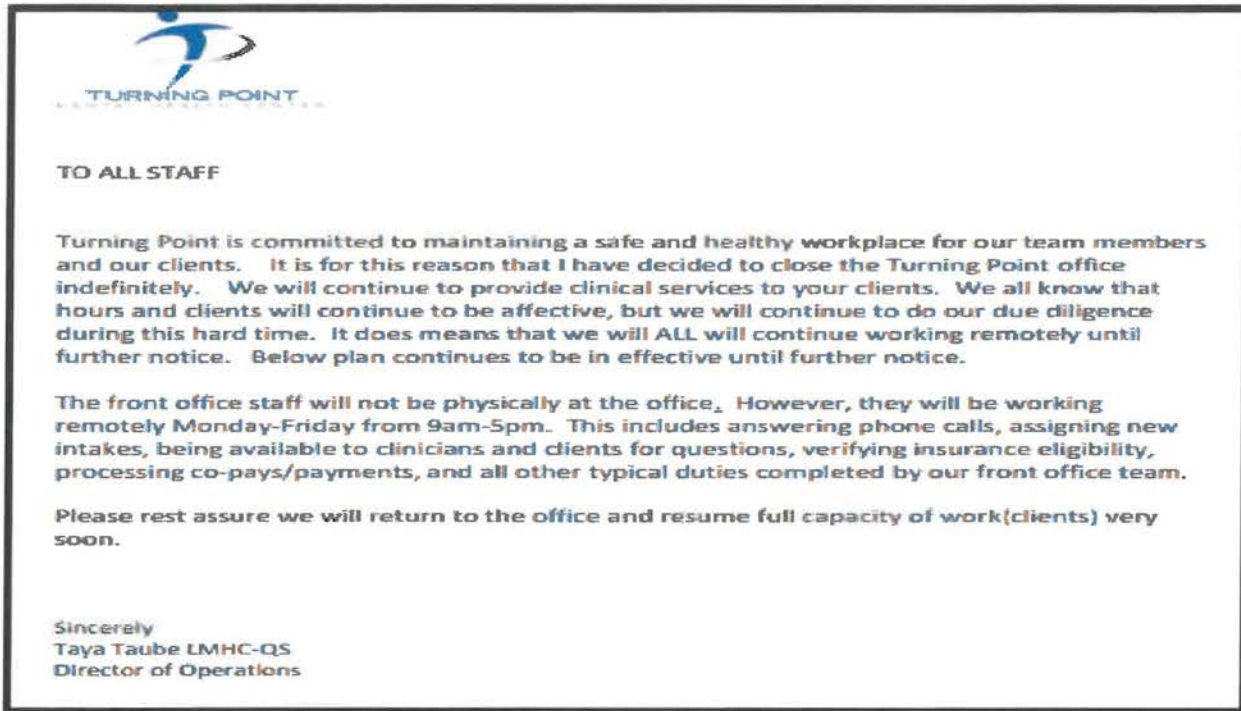 TURNING POINT
TO ALL STAFF
Turning Point is committed to maintaining a safe and healthy workplace for our team members
and our clients. It is for this reason that I have decided to close the Turning Point office
indefinitely. We will continue to provide clinical services to your clients. We all know that
hours and clients will continue to be affective, but we will continue to do our due diligence
during this hard time. It does means that we will ALL will continue working remotely until
further notice. Below plan continues to be in effective until further notice.
The front office staff will not be physically at the office. However, they will be working
remotely Monday-Friday from 9am-5pm. This includes answering phone calls, assigning new
intakes, being available to clinicians and clients for questions, verifying insurance eligibility,
processing co-pays/payments, and all other typical duties completed by our front office team.
Please rest assure we will return to the office and resume full capacity of work(clients) very
soon.
Sincerely
Taya Taube LMHC-QS
Director of Operations